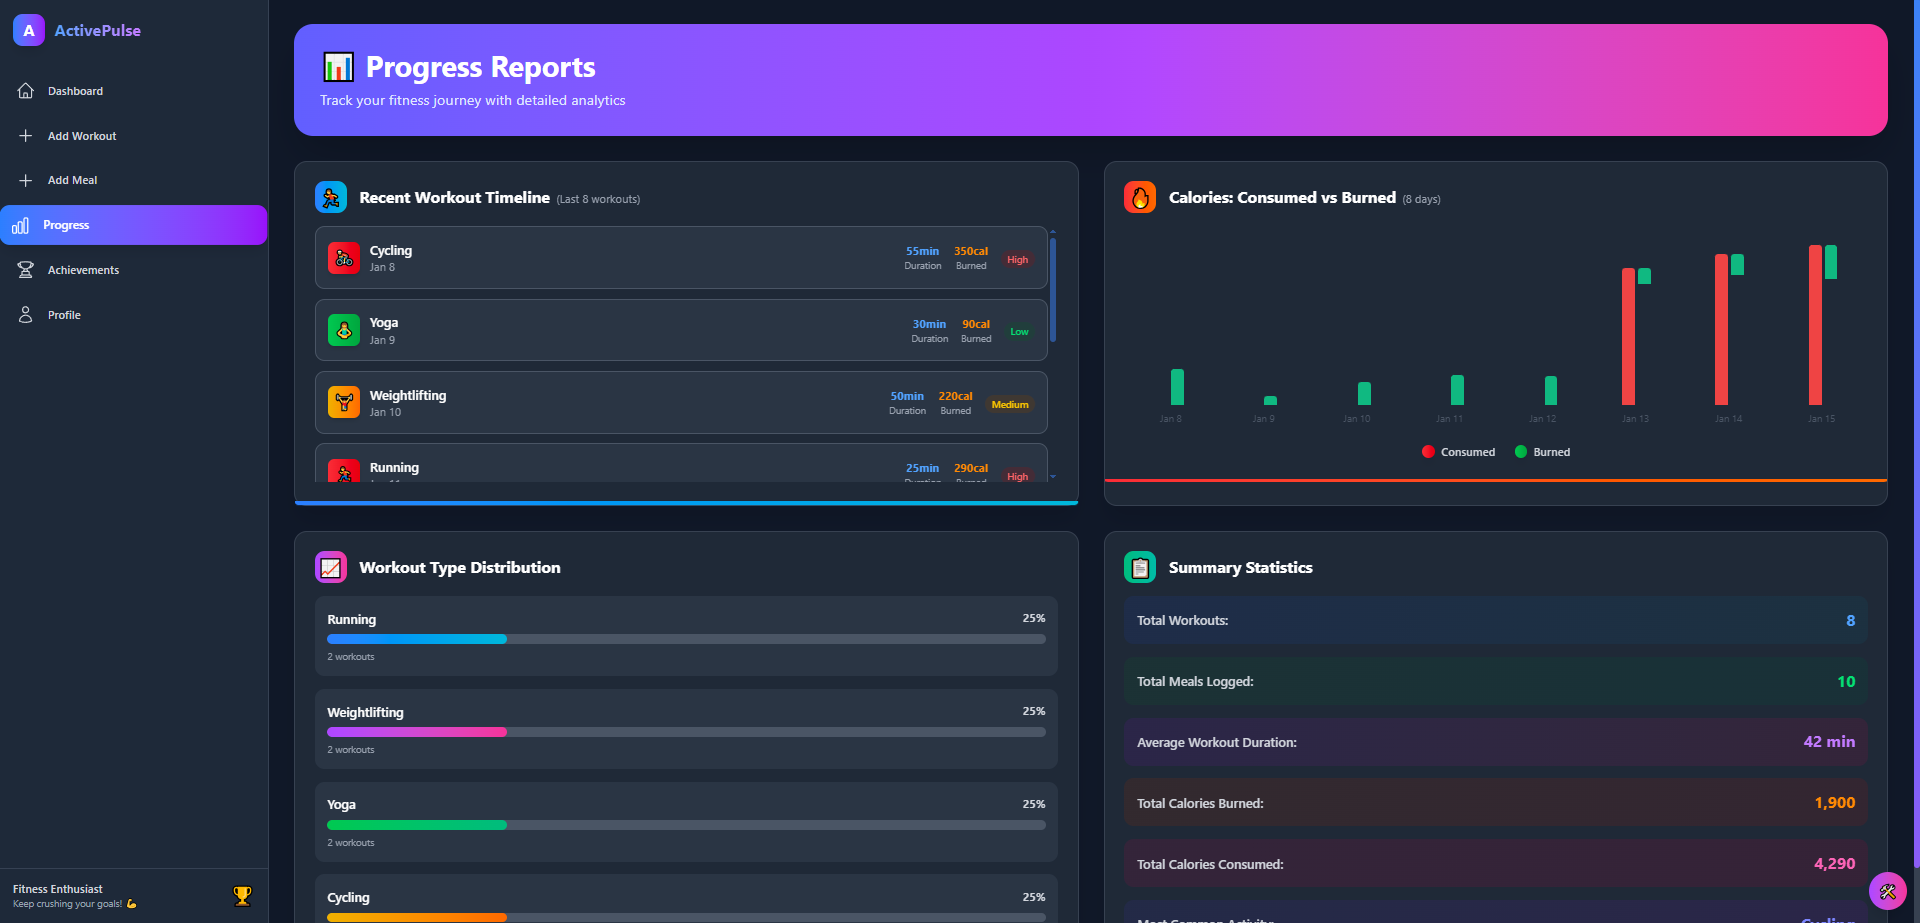 A ActivePulse
Dashboard
Add Workout
Add Meal
Progress
Achievements
Profile
Fitness Enthusiast
Keep crushing your goals! 💪
📊 Progress Reports
Track your fitness journey with detailed analytics
Recent Workout Timeline (Last 8 workouts)
Cycling
Jan 8
55min 350cal
Duration Burned
High
Yoga
Jan 9
30min 90cal
Duration Burned
Low
Weightlifting
Jan 10
50min 220cal
Duration Burned
Medium
Running
25min 290cal
Duration Burned
High
Calories: Consumed vs Burned (8 days)
Jan 8 Jan 9 Jan 10 Jan 11 Jan 12 Jan 13 Jan 14 Jan 15
Consumed Burned
Workout Type Distribution
Running 25%
2 workouts
Weightlifting 25%
2 workouts
Yoga 25%
2 workouts
Cycling 25%
Summary Statistics
Total Workouts: 8
Total Meals Logged: 10
Average Workout Duration: 42 min
Total Calories Burned: 1,900
Total Calories Consumed: 4,290
Most Common Activity: Cycling